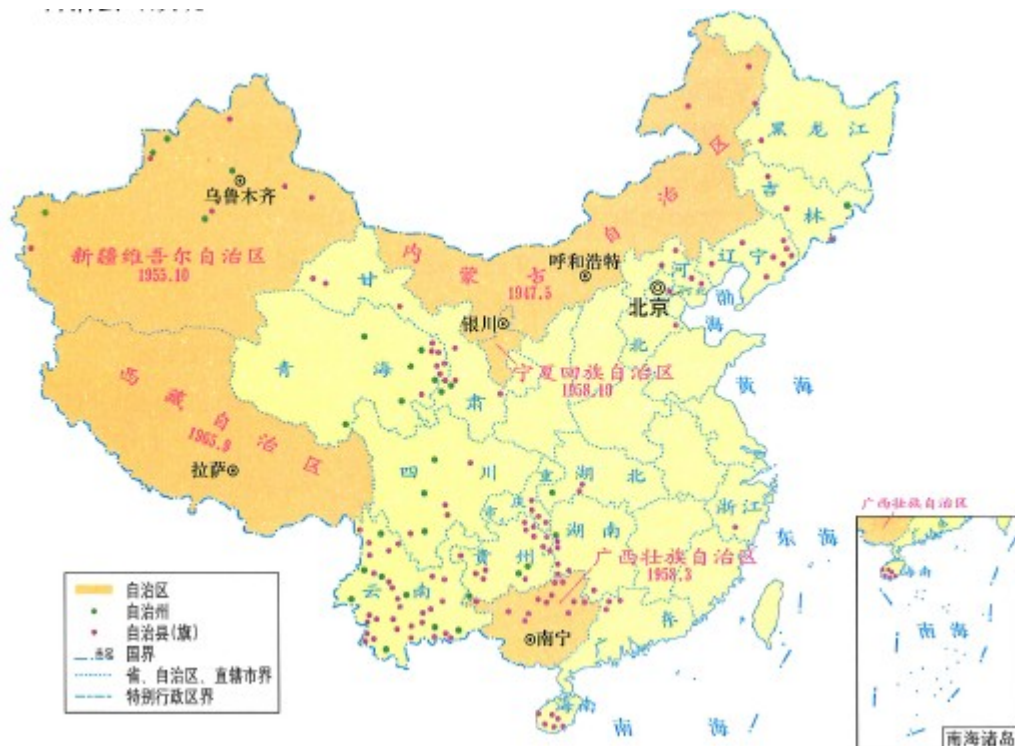 黑龙江
吉林
辽宁
内蒙古自治区
1947.5
呼和浩特
乌鲁木齐
新疆维吾尔自治区
1955.10
甘
肃
河
北
北京
渤海
银川
宁夏回族自治区
1958.10
青海
黄海
西藏自治区
1965.9
拉萨
四川
重庆
湖北
浙江
湖南
贵州
东海
云南
广西壮族自治区
1958.3
广西壮族自治区
南宁
东
海南
南海
海南
南海
南海诸岛
自治区
自治州
自治县(旗)
国界
省、自治区、直辖市界
特别行政区界